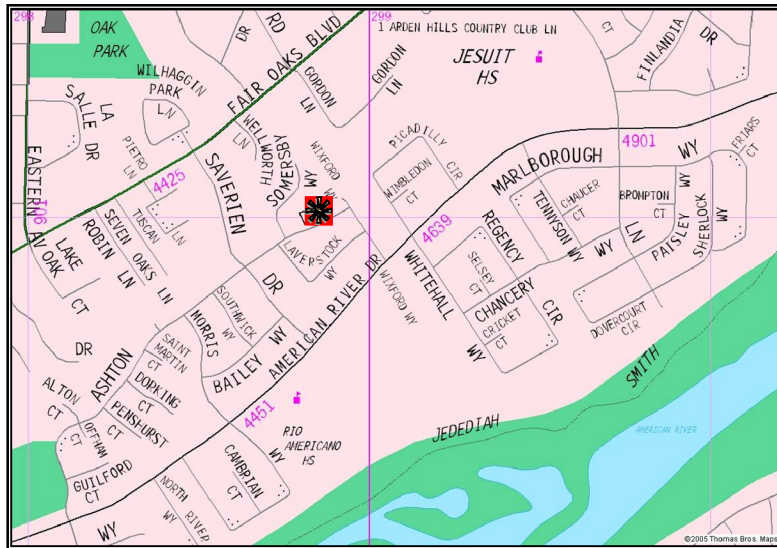 298
299
OAK
PARK
RD
DR
1 ARDEN HILLS COUNTRY CLUB LN
CT
FINLANDIA
DR
JESUIT
HS
WILHAGGIN
PARK
LN
FAIR OAKS BLVD
GORDON
LN
GORDON
LN
LA
SALLE
DR
PIETRO
LN
WELLWORTH
LN
SOMERSBY
WY
WIXFORD
PICADILLY
CIR
WIMBLEDON
CT
4901
FRIARS
CT
MARLBOROUGH
WY
EASTERN
AV
4425
SAVERIEN
DR
CHAUCER
CT
BROMPTON
CT
TENNYSON
WY
WY
LN
PAISLEY
WY
SHERLOCK
WY
101
TUSCAN
LN
SEVEN OAKS
LN
ROBIN
LN
OAK
LAKE
CT
4639
REGENCY
CIR
LAVERSTOCK
WY
WHITEHALL
WY
SELSEY
CT
CHANCERY
CRICKET
CT
WIXFORD WY
DOVERCOURT
CIR
SOUTHWICK
WY
MORRIS
BAILEY
WY
AMERICAN RIVER DR
DR
ASHTON
SAINT
MARTIN
CT
DORKING
CT
PENSHURST
CT
ALTON
CT
OFFHAM
CT
GUILFORD
CT
4451
RIO
AMERICANO
HS
WY
CAMBRIAN
CT
NORTH
RIVER
WY
WY
JEDEDIAH
SMITH
AMERICAN RIVER
©2005 Thomas Bros. Maps